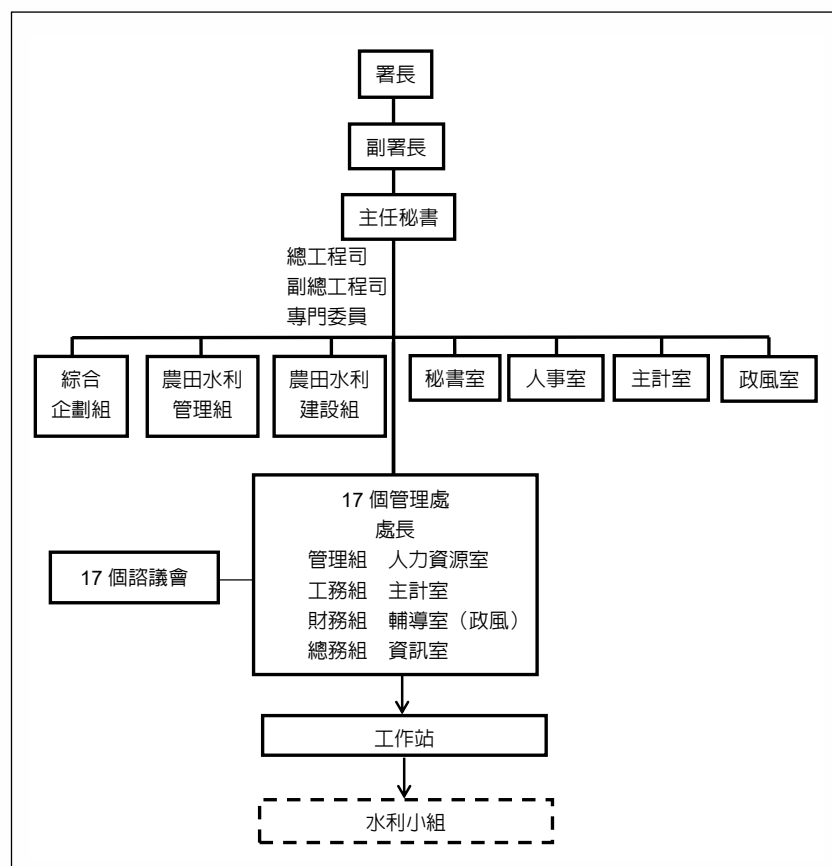 署長
副署長
主任秘書
總工程司
副總工程司
專門委員
綜合
企劃組
農田水利
管理組
農田水利
建設組
秘書室
人事室
主計室
政風室
17 個管理處
處長
管理組 人力資源室
工務組 主計室
財務組 輔導室（政風）
總務組 資訊室
17 個諮議會
工作站
水利小組